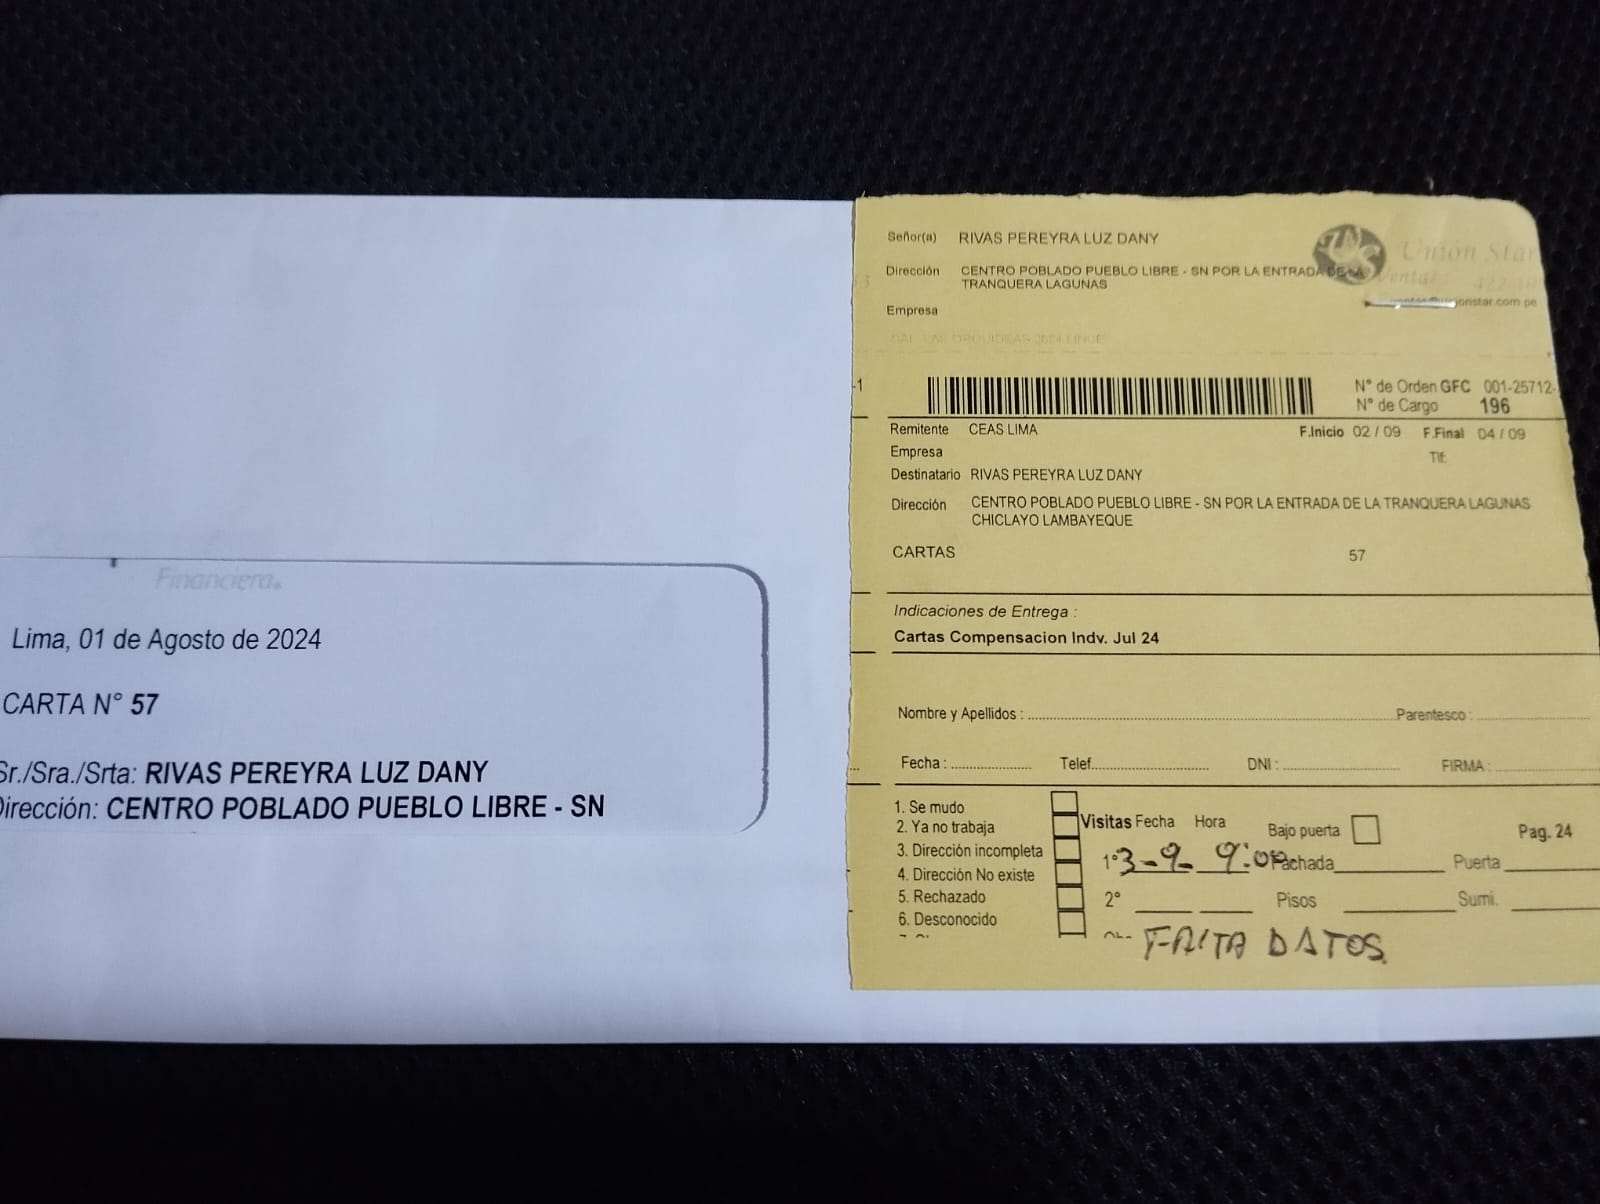 Financiera
Lima, 01 de Agosto de 2024
CARTA N° 57
Sr./Sra./Srta: RIVAS PEREYRA LUZ DANY
Dirección: CENTRO POBLADO PUEBLO LIBRE - SN
Señor(a) RIVAS PEREYRA LUZ DANY
Unión Star
Dirección CENTRO POBLADO PUEBLO LIBRE - SN POR LA ENTRADA DE LA
TRANQUERA LAGUNAS
Ventas
Empresa
-1
N° de Orden GFC 001-25712-
N° de Cargo 196
Remitente CEAS LIMA
F.Inicio 02 / 09 F.Final 04 / 09
Empresa
Tlf:
Destinatario RIVAS PEREYRA LUZ DANY
Dirección CENTRO POBLADO PUEBLO LIBRE - SN POR LA ENTRADA DE LA TRANQUERA LAGUNAS
CHICLAYO LAMBAYEQUE
CARTAS 57
Indicaciones de Entrega :
Cartas Compensacion Indv. Jul 24
Nombre y Apellidos : Parentesco :
Fecha : Telef. DNI : FIRMA :
1. Se mudo
2. Ya no trabaja
3. Dirección incompleta
4. Dirección No existe
5. Rechazado
6. Desconocido
Visitas Fecha Hora Bajo puerta Pag. 24
1° 3-9 9:00 Fachada Puerta
2° Pisos Sumi.
FALTA DATOS